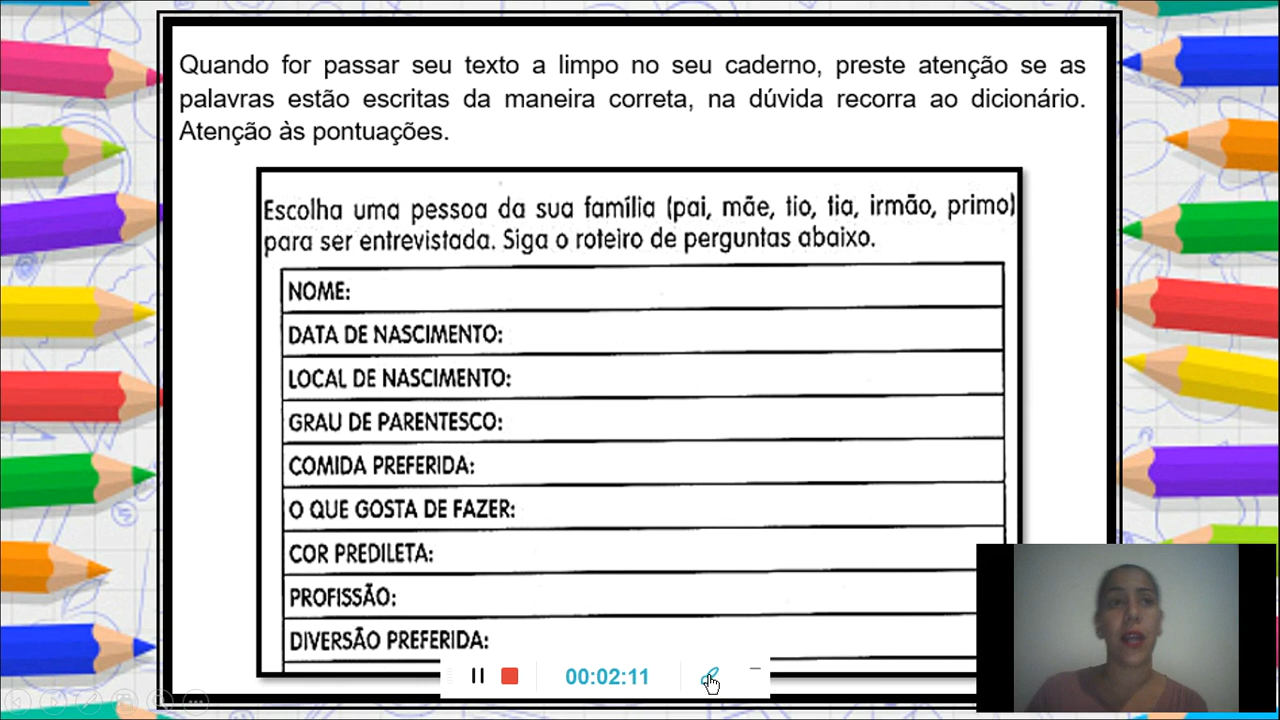 Quando for passar seu texto a limpo no seu caderno, preste atenção se as
palavras estão escritas da maneira correta, na dúvida recorra ao dicionário.
Atenção às pontuações.
Escolha uma pessoa da sua família (pai, mãe, tio, tia, irmão, primo)
para ser entrevistada. Siga o roteiro de perguntas abaixo.
NOME:
DATA DE NASCIMENTO:
LOCAL DE NASCIMENTO:
GRAU DE PARENTESCO:
COMIDA PREFERIDA:
O QUE GOSTA DE FAZER:
COR PREDILETA:
PROFISSÃO:
DIVERSÃO PREFERIDA:
00:02:11